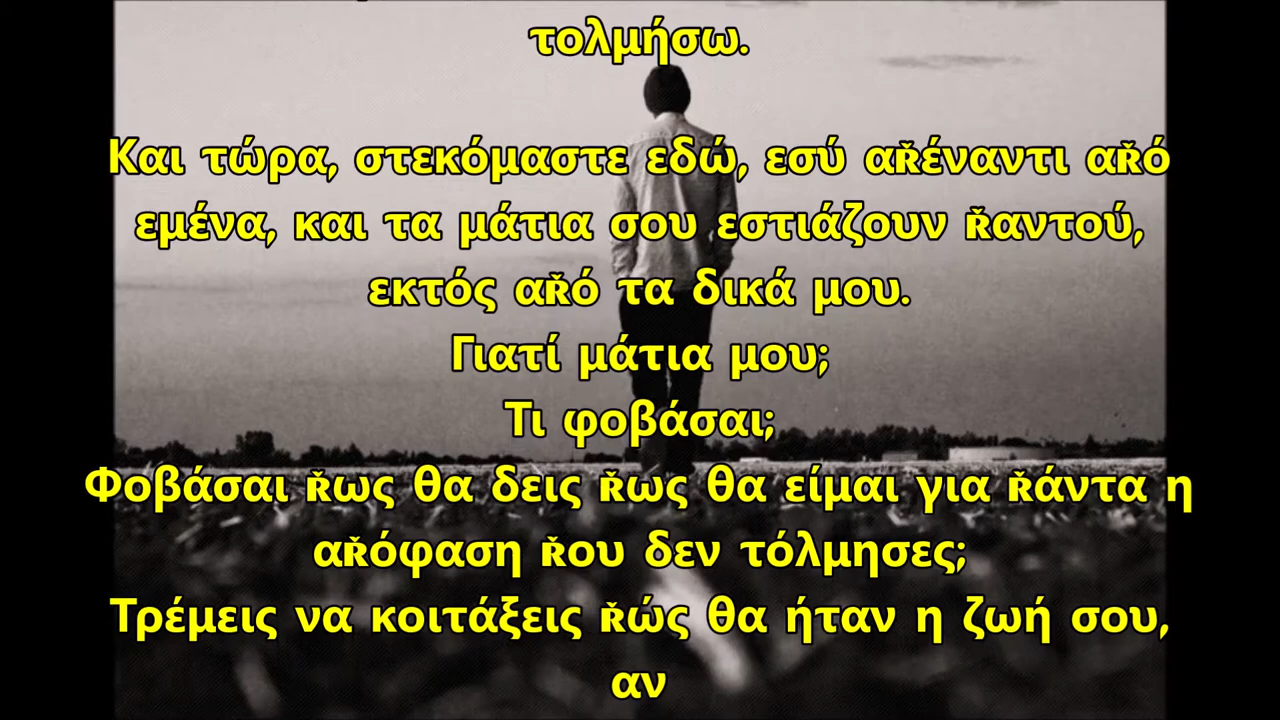 τολμήσω.
Και τώρα, στεκόμαστε εδώ, εσύ αřέναντι αřό
εμένα, και τα μάτια σου εστιάζουν řαντού,
εκτός αřό τα δικά μου.
Γιατί μάτια μου;
Τι φοβάσαι;
Φοβάσαι řως θα δεις řως θα είμαι για řάντα η
αřόφαση řου δεν τόλμησες;
Τρέμεις να κοιτάξεις řώς θα ήταν η ζωή σου,
αν